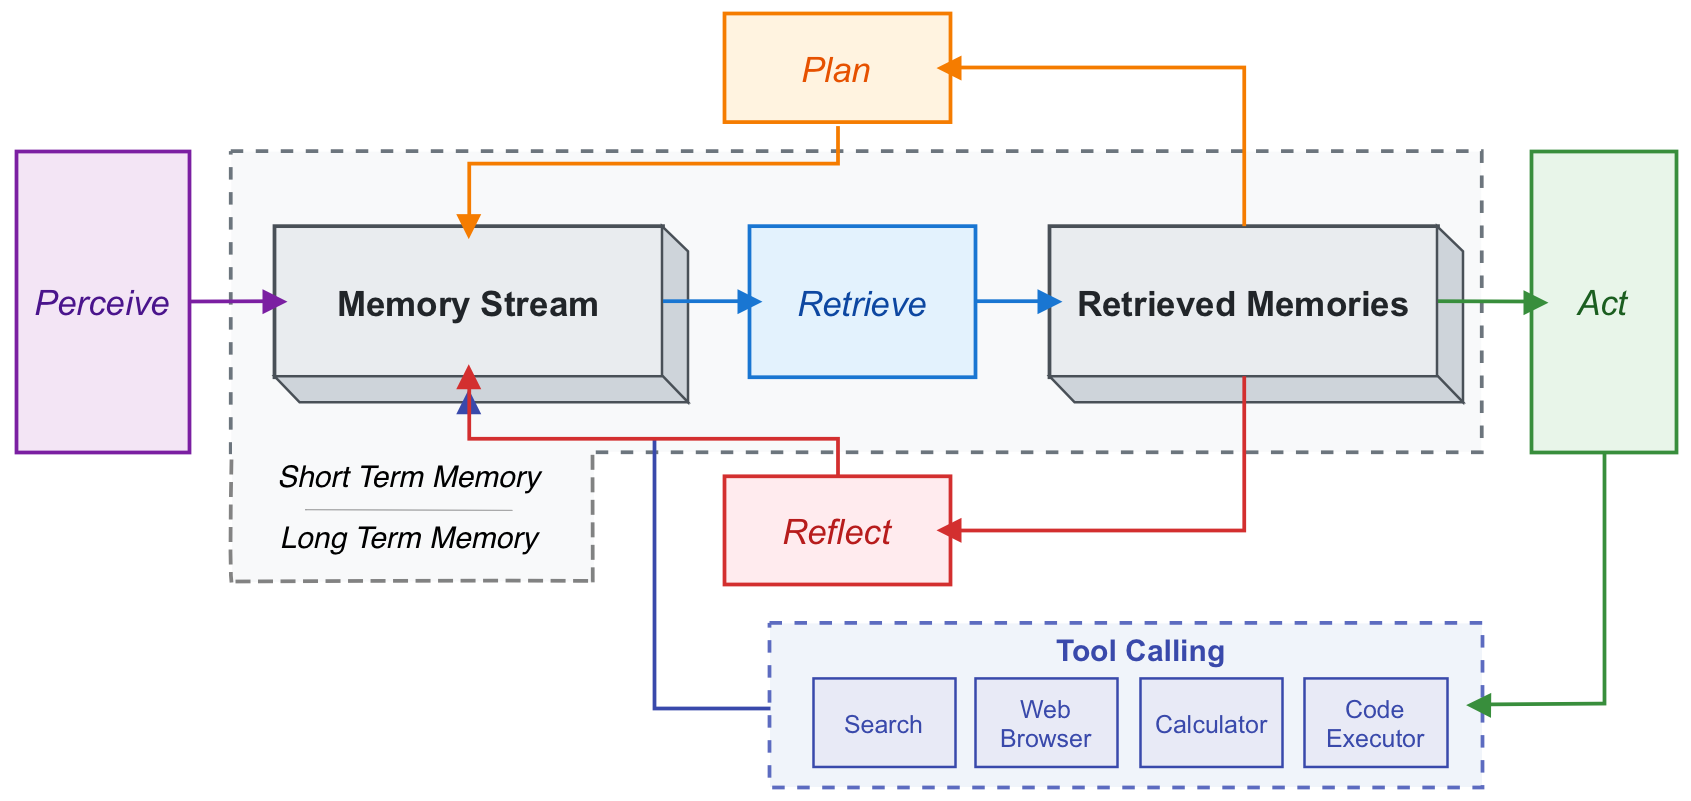 Plan
Perceive
Memory Stream
Retrieve
Retrieved Memories
Act
Short Term Memory
Long Term Memory
Reflect
Tool Calling
Search
Web
Browser
Calculator
Code
Executor